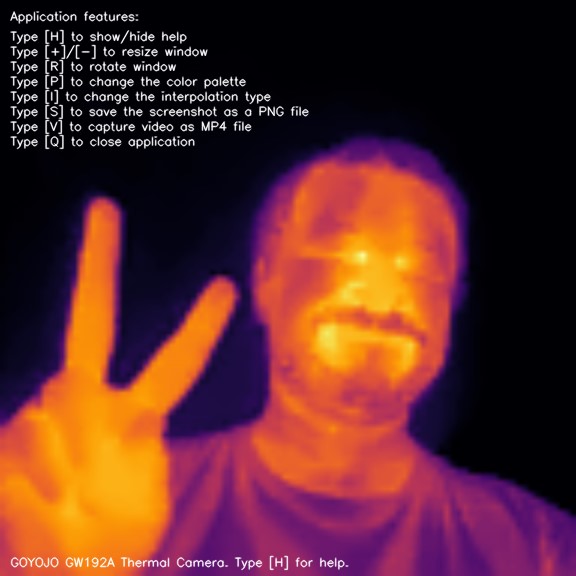 Application features:
Type [H] to show/hide help
Type [+]/[-] to resize window
Type [R] to rotate window
Type [P] to change the color palette
Type [I] to change the interpolation type
Type [S] to save the screenshot as a PNG file
Type [V] to capture video as MP4 file
Type [Q] to close application
GOYOJO GW192A Thermal Camera. Type [H] for help.